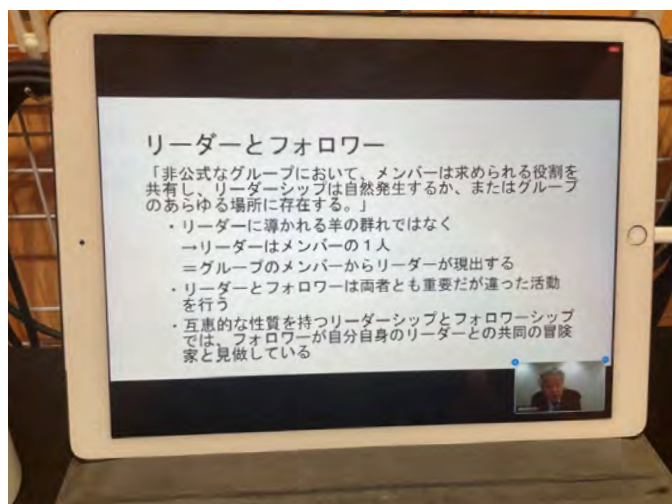 リーダーとフォロワー
「非公式なグループにおいて、メンバーは求められる役割を
共有し、リーダーシップは自然発生するか、またはグループ
のあらゆる場所に存在する。」
・リーダーに導かれる羊の群れではなく
→リーダーはメンバーの1人
=グループのメンバーからリーダーが現出する
・リーダーとフォロワーは両者とも重要だが違った活動
を行う
・互恵的な性質を持つリーダーシップとフォローワーシップ
では、フォロワーが自分自身のリーダーとの共同の冒険
家と見做している